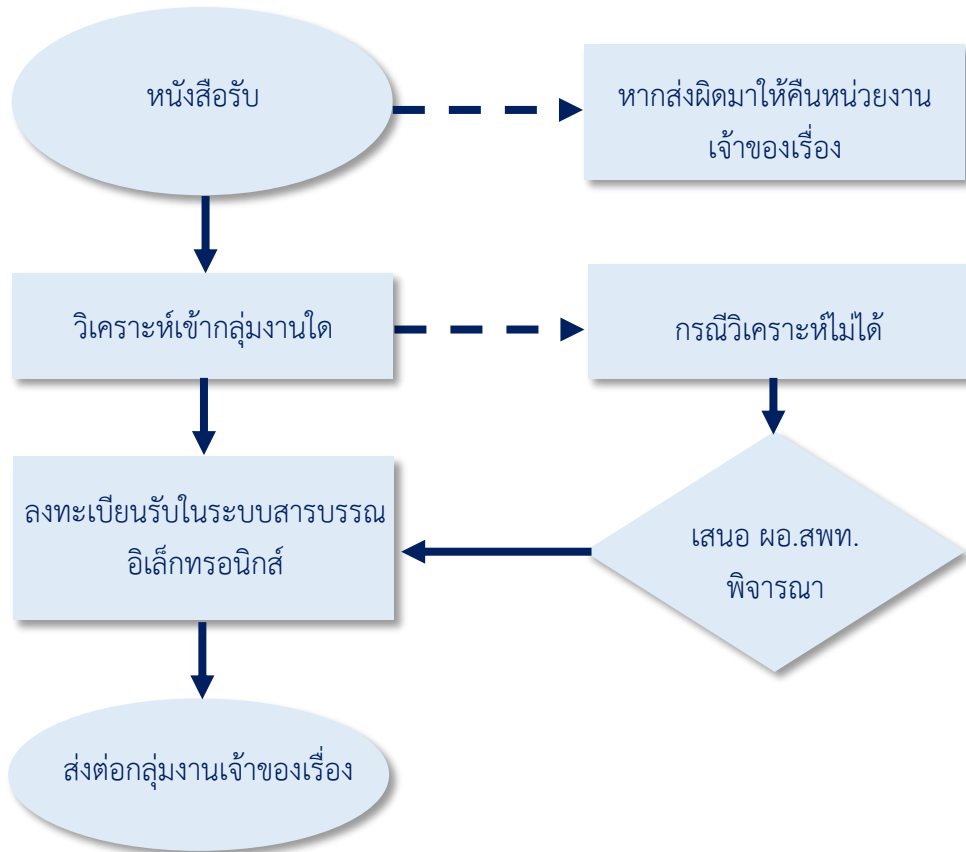 หนังสือรับ
หากส่งผิดมาให้คืนหน่วยงาน
เจ้าของเรื่อง
วิเคราะห์เข้ากลุ่มงานใด
กรณีวิเคราะห์ไม่ได้
ลงทะเบียนรับในระบบสารบรรณ
อิเล็กทรอนิกส์
เสนอ ผอ.สพท.
พิจารณา
ส่งต่อกลุ่มงานเจ้าของเรื่อง